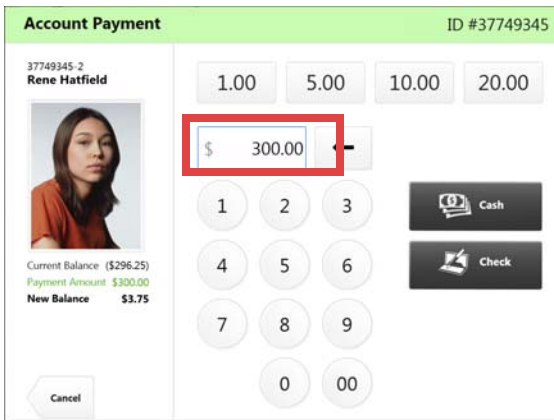 Account Payment
ID #37749345
37749345-2
Rene Hatfield
1.00 5.00 10.00 20.00
$ 300.00
1 2 3
Cash
4 5 6
Check
Current Balance ($296.25)
Payment Amount $300.00
New Balance $3.75
7 8 9
0 00
Cancel